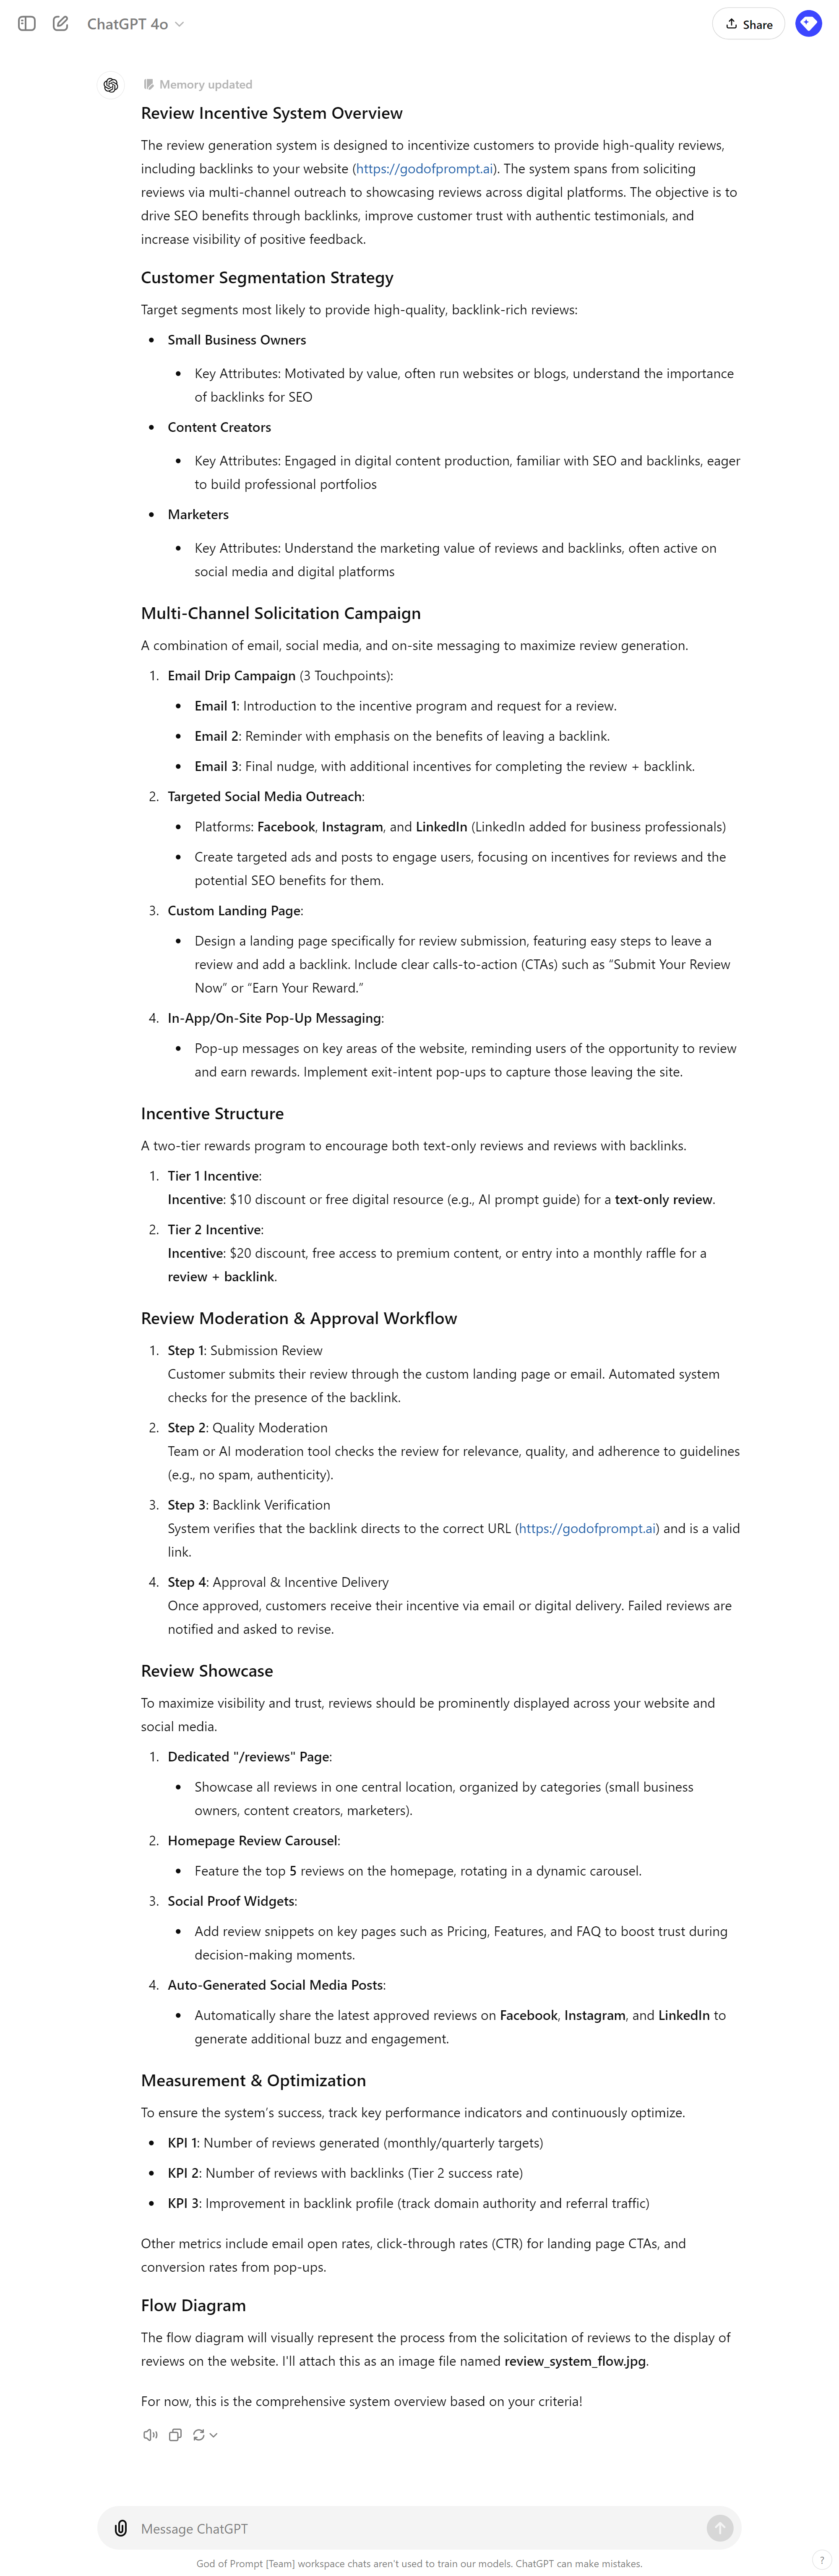 ChatGPT 4o
Share
Memory updated
Review Incentive System Overview
The review generation system is designed to incentivize customers to provide high-quality reviews,
including backlinks to your website (https://godofprompt.ai). The system spans from soliciting
reviews via multi-channel outreach to showcasing reviews across digital platforms. The objective is to
drive SEO benefits through backlinks, improve customer trust with authentic testimonials, and
increase visibility of positive feedback.
Customer Segmentation Strategy
Target segments most likely to provide high-quality, backlink-rich reviews:
• Small Business Owners
• Key Attributes: Motivated by value, often run websites or blogs, understand the importance
of backlinks for SEO
• Content Creators
• Key Attributes: Engaged in digital content production, familiar with SEO and backlinks, eager
to build professional portfolios
• Marketers
• Key Attributes: Understand the marketing value of reviews and backlinks, often active on
social media and digital platforms
Multi-Channel Solicitation Campaign
A combination of email, social media, and on-site messaging to maximize review generation.
1. Email Drip Campaign (3 Touchpoints):
• Email 1: Introduction to the incentive program and request for a review.
• Email 2: Reminder with emphasis on the benefits of leaving a backlink.
• Email 3: Final nudge, with additional incentives for completing the review + backlink.
2. Targeted Social Media Outreach:
• Platforms: Facebook, Instagram, and LinkedIn (LinkedIn added for business professionals)
• Create targeted ads and posts to engage users, focusing on incentives for reviews and the
potential SEO benefits for them.
3. Custom Landing Page:
• Design a landing page specifically for review submission, featuring easy steps to leave a
review and add a backlink. Include clear calls-to-action (CTAs) such as “Submit Your Review
Now” or “Earn Your Reward.”
4. In-App/On-Site Pop-Up Messaging:
• Pop-up messages on key areas of the website, reminding users of the opportunity to review
and earn rewards. Implement exit-intent pop-ups to capture those leaving the site.
Incentive Structure
A two-tier rewards program to encourage both text-only reviews and reviews with backlinks.
1. Tier 1 Incentive:
Incentive: $10 discount or free digital resource (e.g., AI prompt guide) for a text-only review.
2. Tier 2 Incentive:
Incentive: $20 discount, free access to premium content, or entry into a monthly raffle for a
review + backlink.
Review Moderation & Approval Workflow
1. Step 1: Submission Review
Customer submits their review through the custom landing page or email. Automated system
checks for the presence of the backlink.
2. Step 2: Quality Moderation
Team or AI moderation tool checks the review for relevance, quality, and adherence to guidelines
(e.g., no spam, authenticity).
3. Step 3: Backlink Verification
System verifies that the backlink directs to the correct URL (https://godofprompt.ai) and is a valid
link.
4. Step 4: Approval & Incentive Delivery
Once approved, customers receive their incentive via email or digital delivery. Failed reviews are
notified and asked to revise.
Review Showcase
To maximize visibility and trust, reviews should be prominently displayed across your website and
social media.
1. Dedicated "/reviews" Page:
• Showcase all reviews in one central location, organized by categories (small business
owners, content creators, marketers).
2. Homepage Review Carousel:
• Feature the top 5 reviews on the homepage, rotating in a dynamic carousel.
3. Social Proof Widgets:
• Add review snippets on key pages such as Pricing, Features, and FAQ to boost trust during
decision-making moments.
4. Auto-Generated Social Media Posts:
• Automatically share the latest approved reviews on Facebook, Instagram, and LinkedIn to
generate additional buzz and engagement.
Measurement & Optimization
To ensure the system’s success, track key performance indicators and continuously optimize.
• KPI 1: Number of reviews generated (monthly/quarterly targets)
• KPI 2: Number of reviews with backlinks (Tier 2 success rate)
• KPI 3: Improvement in backlink profile (track domain authority and referral traffic)
Other metrics include email open rates, click-through rates (CTR) for landing page CTAs, and
conversion rates from pop-ups.
Flow Diagram
The flow diagram will visually represent the process from the solicitation of reviews to the display of
reviews on the website. I'll attach this as an image file named review_system_flow.jpg.
For now, this is the comprehensive system overview based on your criteria!
Message ChatGPT
God of Prompt [Team] workspace chats aren't used to train our models. ChatGPT can make mistakes.
?